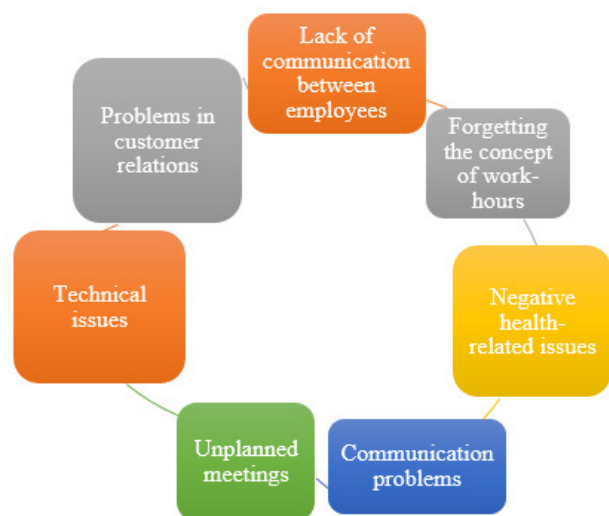 Lack of
communication
between
employees
Forgetting
the concept
of work-
hours
Negative
health-
related issues
Communication
problems
Unplanned
meetings
Technical
issues
Problems in
customer
relations